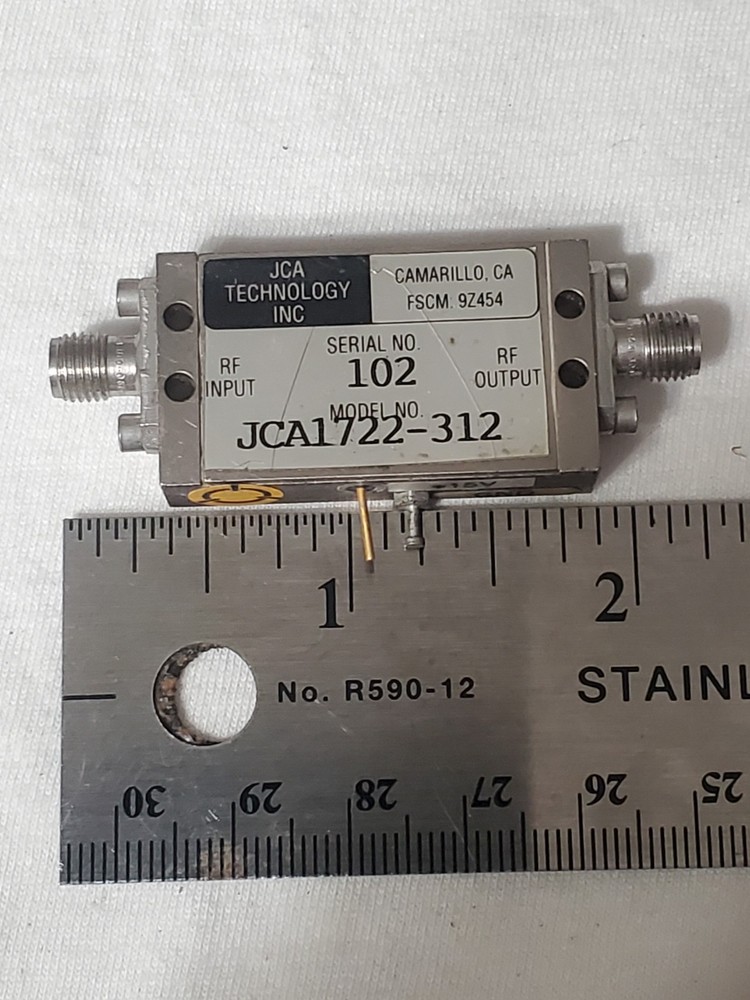 JCA
TECHNOLOGY
INC
CAMARILLO, CA
FSCM. 9Z454
SERIAL NO.
102
RF
INPUT
RF
OUTPUT
MODEL NO.
JCA1722-312
+15V
1
2
No. R590-12
STAINL
30 29 28 27 26 25